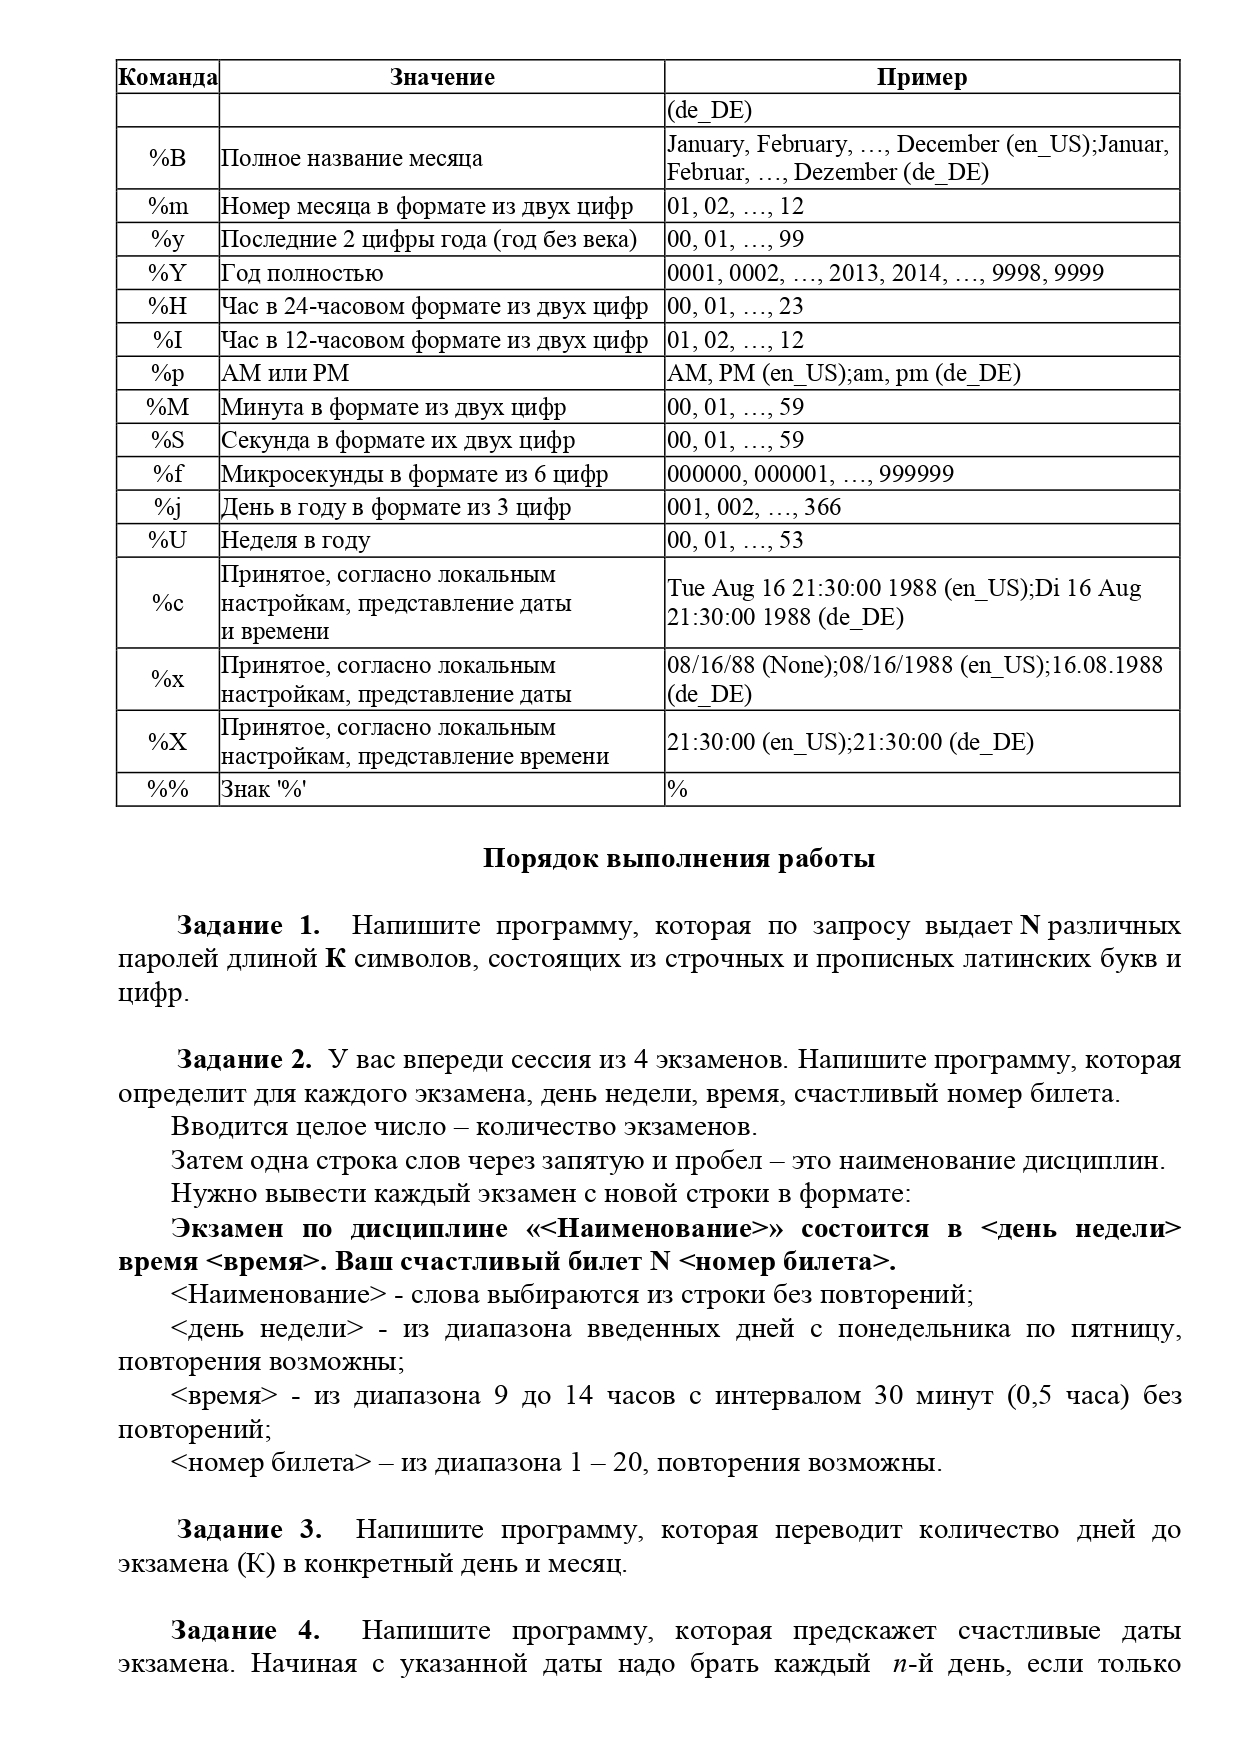 Команда Значение Пример
(de_DE)
%B Полное название месяца January, February, …, December (en_US);Januar,
Februar, …, Dezember (de_DE)
%m Номер месяца в формате из двух цифр 01, 02, …, 12
%y Последние 2 цифры года (год без века) 00, 01, …, 99
%Y Год полностью 0001, 0002, …, 2013, 2014, …, 9998, 9999
%H Час в 24-часовом формате из двух цифр 00, 01, …, 23
%I Час в 12-часовом формате из двух цифр 01, 02, …, 12
%p AM или PM AM, PM (en_US);am, pm (de_DE)
%M Минута в формате из двух цифр 00, 01, …, 59
%S Секунда в формате их двух цифр 00, 01, …, 59
%f Микросекунды в формате из 6 цифр 000000, 000001, …, 999999
%j День в году в формате из 3 цифр 001, 002, …, 366
%U Неделя в году 00, 01, …, 53
%c Принятое, согласно локальным
настройкам, представление даты
и времени Tue Aug 16 21:30:00 1988 (en_US);Di 16 Aug
21:30:00 1988 (de_DE)
%x Принятое, согласно локальным
настройкам, представление даты 08/16/88 (None);08/16/1988 (en_US);16.08.1988
(de_DE)
%X Принятое, согласно локальным
настройкам, представление времени 21:30:00 (en_US);21:30:00 (de_DE)
%% Знак '%' %
Порядок выполнения работы
Задание 1. Напишите программу, которая по запросу выдает N различных
паролей длиной K символов, состоящих из строчных и прописных латинских букв и
цифр.
Задание 2. У вас впереди сессия из 4 экзаменов. Напишите программу, которая
определит для каждого экзамена, день недели, время, счастливый номер билета.
Вводится целое число – количество экзаменов.
Затем одна строка слов через запятую и пробел – это наименование дисциплин.
Нужно вывести каждый экзамен с новой строки в формате:
Экзамен по дисциплине «<Наименование>» состоится в <день недели>
время <время>. Ваш счастливый билет N <номер билета>.
<Наименование> - слова выбираются из строки без повторений;
<день недели> - из диапазона введенных дней с понедельника по пятницу,
повторения возможны;
<время> - из диапазона 9 до 14 часов с интервалом 30 минут (0,5 часа) без
повторений;
<номер билета> – из диапазона 1 – 20, повторения возможны.
Задание 3. Напишите программу, которая переводит количество дней до
экзамена (К) в конкретный день и месяц.
Задание 4. Напишите программу, которая предскажет счастливые даты
экзамена. Начиная с указанной даты надо брать каждый n-й день, если только